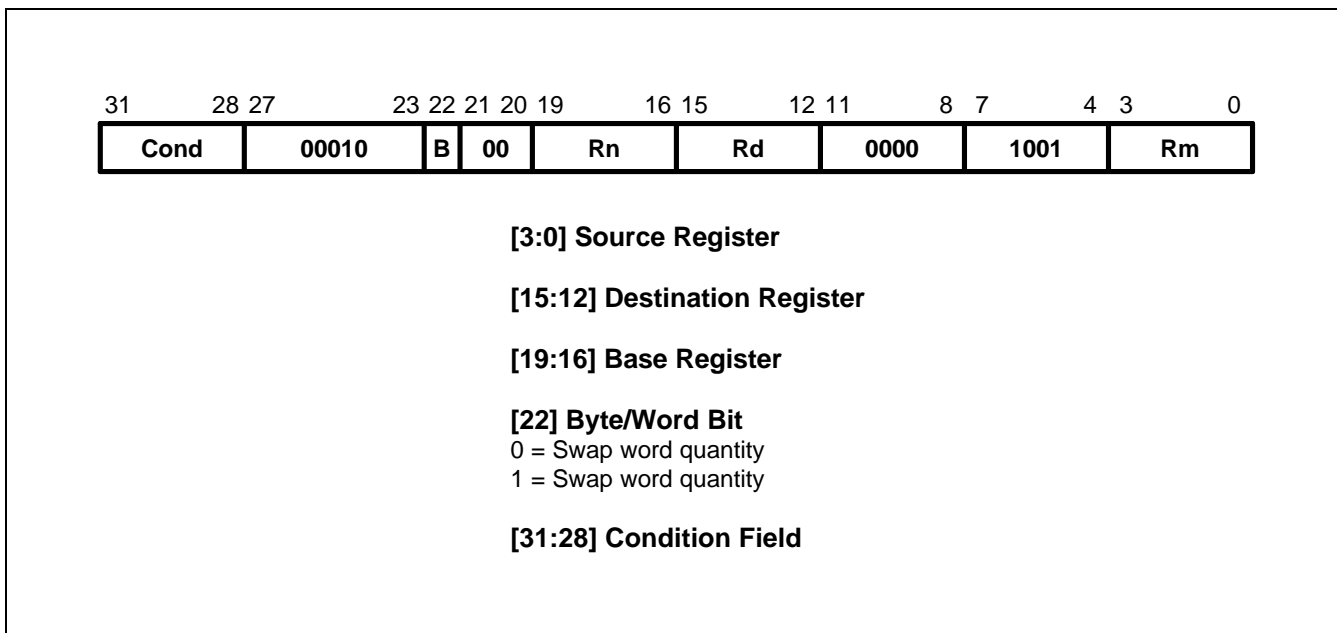 31 28 27 23 22 21 20 19 16 15 12 11 8 7 4 3 0
Cond 00010 B 00 Rn Rd 0000 1001 Rm
[3:0] Source Register
[15:12] Destination Register
[19:16] Base Register
[22] Byte/Word Bit
0 = Swap word quantity
1 = Swap word quantity
[31:28] Condition Field